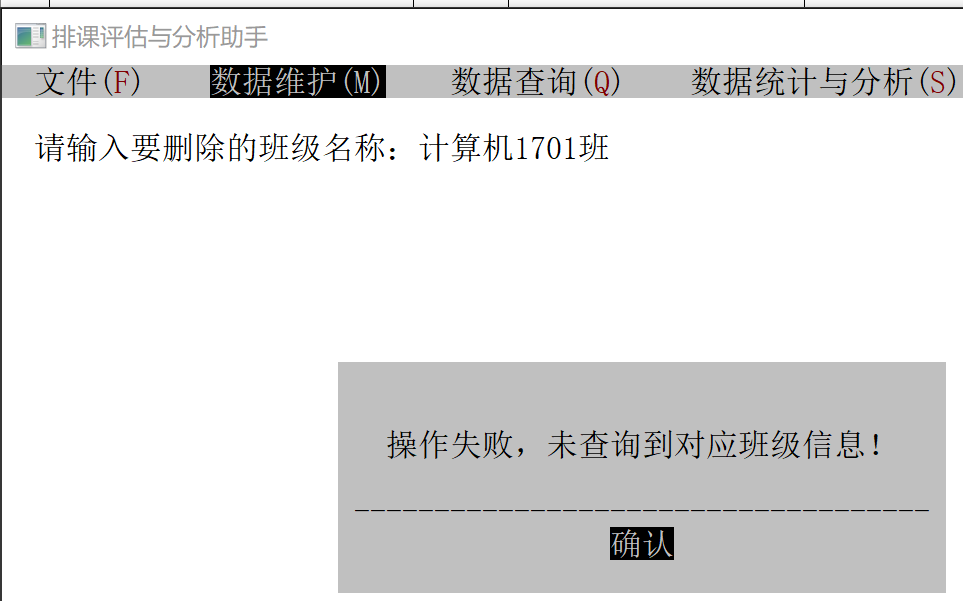 排课评估与分析助手
文件(F) 数据维护(M) 数据查询(Q) 数据统计与分析(S)
请输入要删除的班级名称：计算机1701班
操作失败，未查询到对应班级信息！
确认